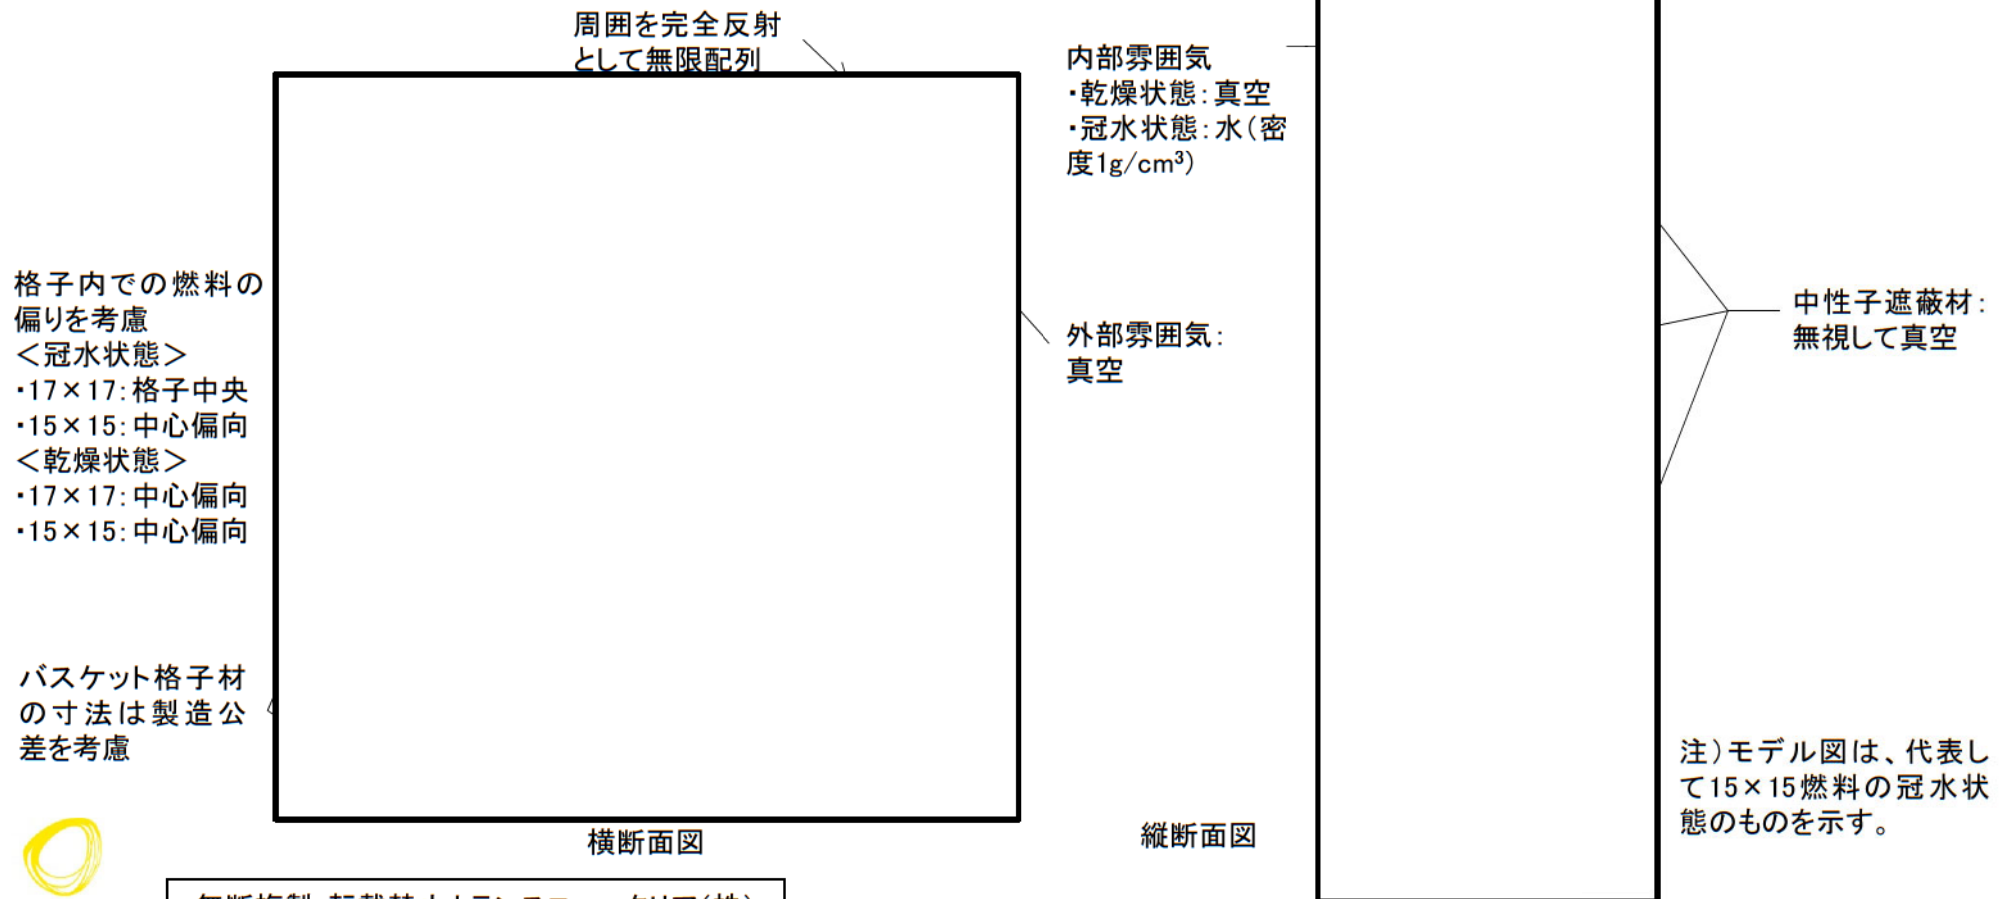 周囲を完全反射
として無限配列
内部雰囲気
・乾燥状態：真空
・冠水状態：水（密
度1g/cm³）
格子内での燃料の
偏りを考慮
＜冠水状態＞
・17×17：格子中央
・15×15：中心偏向
＜乾燥状態＞
・17×17：中心偏向
・15×15：中心偏向
外部雰囲気：
真空
中性子遮蔽材：
無視して真空
バスケット格子材
の寸法は製造公
差を考慮
注）モデル図は、代表し
て15×15燃料の冠水状
態のものを示す。
横断面図
縦断面図